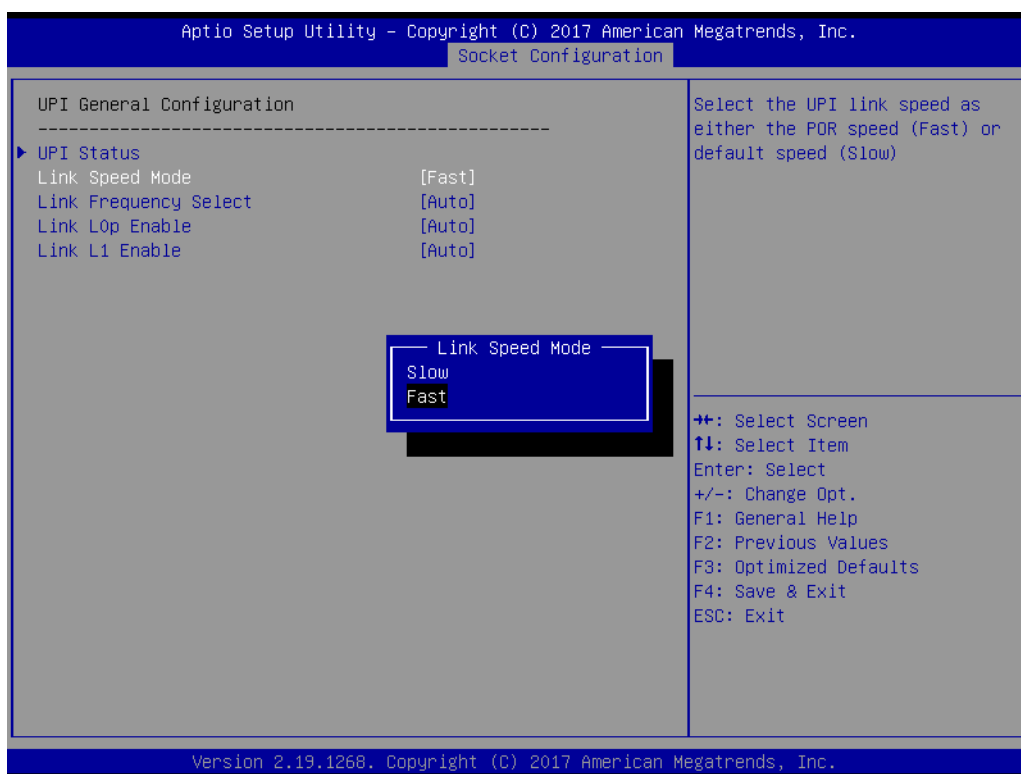 Aptio Setup Utility – Copyright (C) 2017 American Megatrends, Inc.
Socket Configuration
UPI General Configuration
--------------------------------------------------
UPI Status
Link Speed Mode [Fast]
Link Frequency Select [Auto]
Link L0p Enable [Auto]
Link L1 Enable [Auto]
Link Speed Mode
Slow
Fast
Select the UPI link speed as
either the POR speed (Fast) or
default speed (Slow)
→←: Select Screen
↑↓: Select Item
Enter: Select
+/-: Change Opt.
F1: General Help
F2: Previous Values
F3: Optimized Defaults
F4: Save & Exit
ESC: Exit
Version 2.19.1268. Copyright (C) 2017 American Megatrends, Inc.